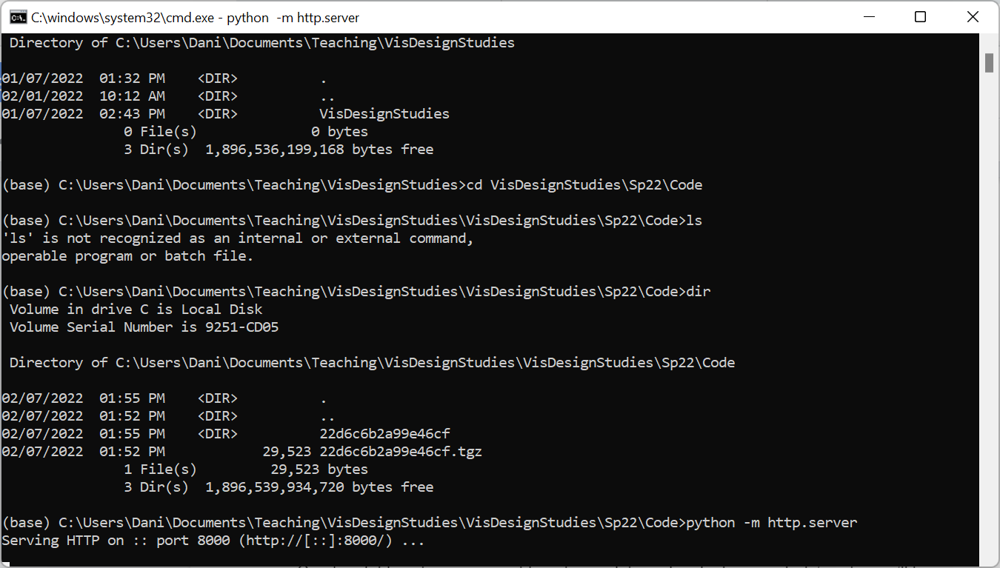 C:\windows\system32\cmd.exe - python  -m http.server
 Directory of C:\Users\Dani\Documents\Teaching\VisDesignStudies
01/07/2022  01:32 PM    <DIR>          .
02/01/2022  10:12 AM    <DIR>          ..
01/07/2022  02:43 PM    <DIR>          VisDesignStudies
               0 File(s)              0 bytes
               3 Dir(s)  1,896,536,199,168 bytes free
(base) C:\Users\Dani\Documents\Teaching\VisDesignStudies>cd VisDesignStudies\Sp22\Code
(base) C:\Users\Dani\Documents\Teaching\VisDesignStudies\VisDesignStudies\Sp22\Code>ls
'ls' is not recognized as an internal or external command,
operable program or batch file.
(base) C:\Users\Dani\Documents\Teaching\VisDesignStudies\VisDesignStudies\Sp22\Code>dir
 Volume in drive C is Local Disk
 Volume Serial Number is 9251-CD05
 Directory of C:\Users\Dani\Documents\Teaching\VisDesignStudies\VisDesignStudies\Sp22\Code
02/07/2022  01:55 PM    <DIR>          .
02/07/2022  01:52 PM    <DIR>          ..
02/07/2022  01:55 PM    <DIR>          22d6c6b2a99e46cf
02/07/2022  01:52 PM            29,523 22d6c6b2a99e46cf.tgz
               1 File(s)         29,523 bytes
               3 Dir(s)  1,896,539,934,720 bytes free
(base) C:\Users\Dani\Documents\Teaching\VisDesignStudies\VisDesignStudies\Sp22\Code>python -m http.server
Serving HTTP on :: port 8000 (http://[::]:8000/) ...